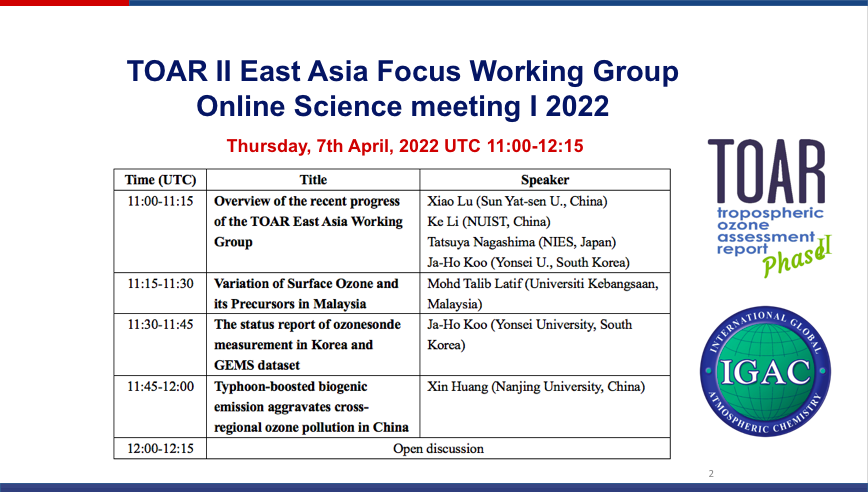 TOAR II East Asia Focus Working Group
Online Science meeting I 2022
Thursday, 7th April, 2022 UTC 11:00-12:15
Time (UTC) Title Speaker
11:00-11:15 Overview of the recent progress Xiao Lu (Sun Yat-sen U., China)
of the TOAR East Asia Working Ke Li (NUIST, China)
Group Tatsuya Nagashima (NIES, Japan)
Ja-Ho Koo (Yonsei U., South Korea)
11:15-11:30 Variation of Surface Ozone and Mohd Talib Latif (Universiti Kebangsaan,
its Precursors in Malaysia Malaysia)
11:30-11:45 The status report of ozonesonde Ja-Ho Koo (Yonsei University, South
measurement in Korea and Korea)
GEMS dataset
11:45-12:00 Typhoon-boosted biogenic Xin Huang (Nanjing University, China)
emission aggravates cross-
regional ozone pollution in China
12:00-12:15 Open discussion
TOAR
tropospheric
ozone
assessment
report
Phase II
INTERNATIONAL GLOBAL
IGAC
ATMOSPHERIC CHEMISTRY
2